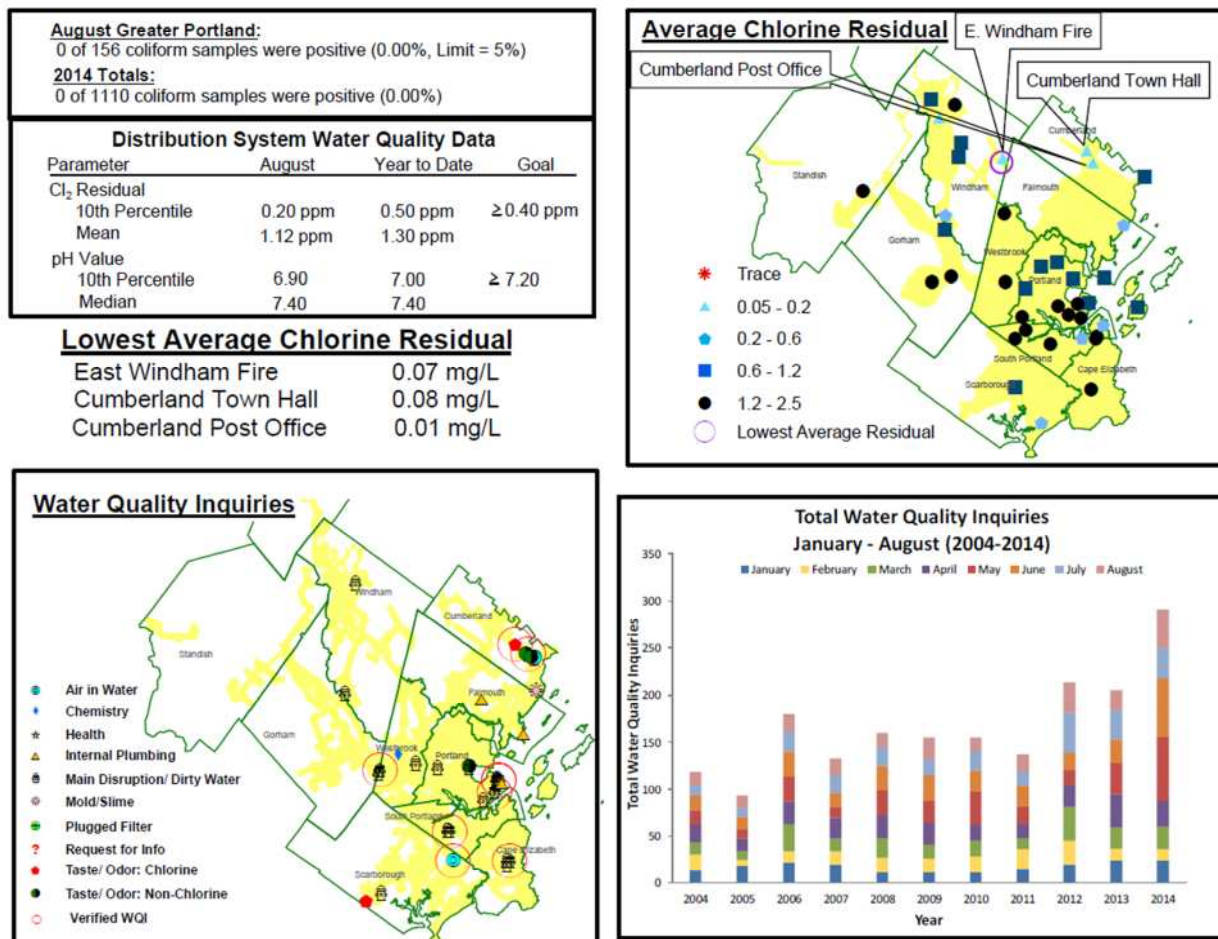 August Greater Portland:
0 of 156 coliform samples were positive (0.00%, Limit = 5%)
2014 Totals:
0 of 1110 coliform samples were positive (0.00%)
Distribution System Water Quality Data
Parameter August Year to Date Goal
Cl2 Residual
10th Percentile 0.20 ppm 0.50 ppm ≥0.40 ppm
Mean 1.12 ppm 1.30 ppm
pH Value
10th Percentile 6.90 7.00 ≥ 7.20
Median 7.40 7.40
Lowest Average Chlorine Residual
East Windham Fire 0.07 mg/L
Cumberland Town Hall 0.08 mg/L
Cumberland Post Office 0.01 mg/L
Average Chlorine Residual
E. Windham Fire
Cumberland Post Office
Cumberland Town Hall
Cumberland
Standish
Windham
Falmouth
Gorham
Westbrook
Portland
South Portland
Cape Elizabeth
Scarborough
Trace
0.05 - 0.2
0.2 - 0.6
0.6 - 1.2
1.2 - 2.5
Lowest Average Residual
Water Quality Inquiries
Windham
Cumberland
Standish
Falmouth
Gorham
Westbrook
Portland
South Portland
Cape Elizabeth
Scarborough
Air in Water
Chemistry
Health
Internal Plumbing
Main Disruption/ Dirty Water
Mold/Slime
Plugged Filter
? Request for Info
Taste/ Odor: Chlorine
Taste/ Odor: Non-Chlorine
Verified WQI
Total Water Quality Inquiries
January - August (2004-2014)
January February March April May June July August
Total Water Quality Inquiries
350
300
250
200
150
100
50
0
2004 2005 2006 2007 2008 2009 2010 2011 2012 2013 2014
Year